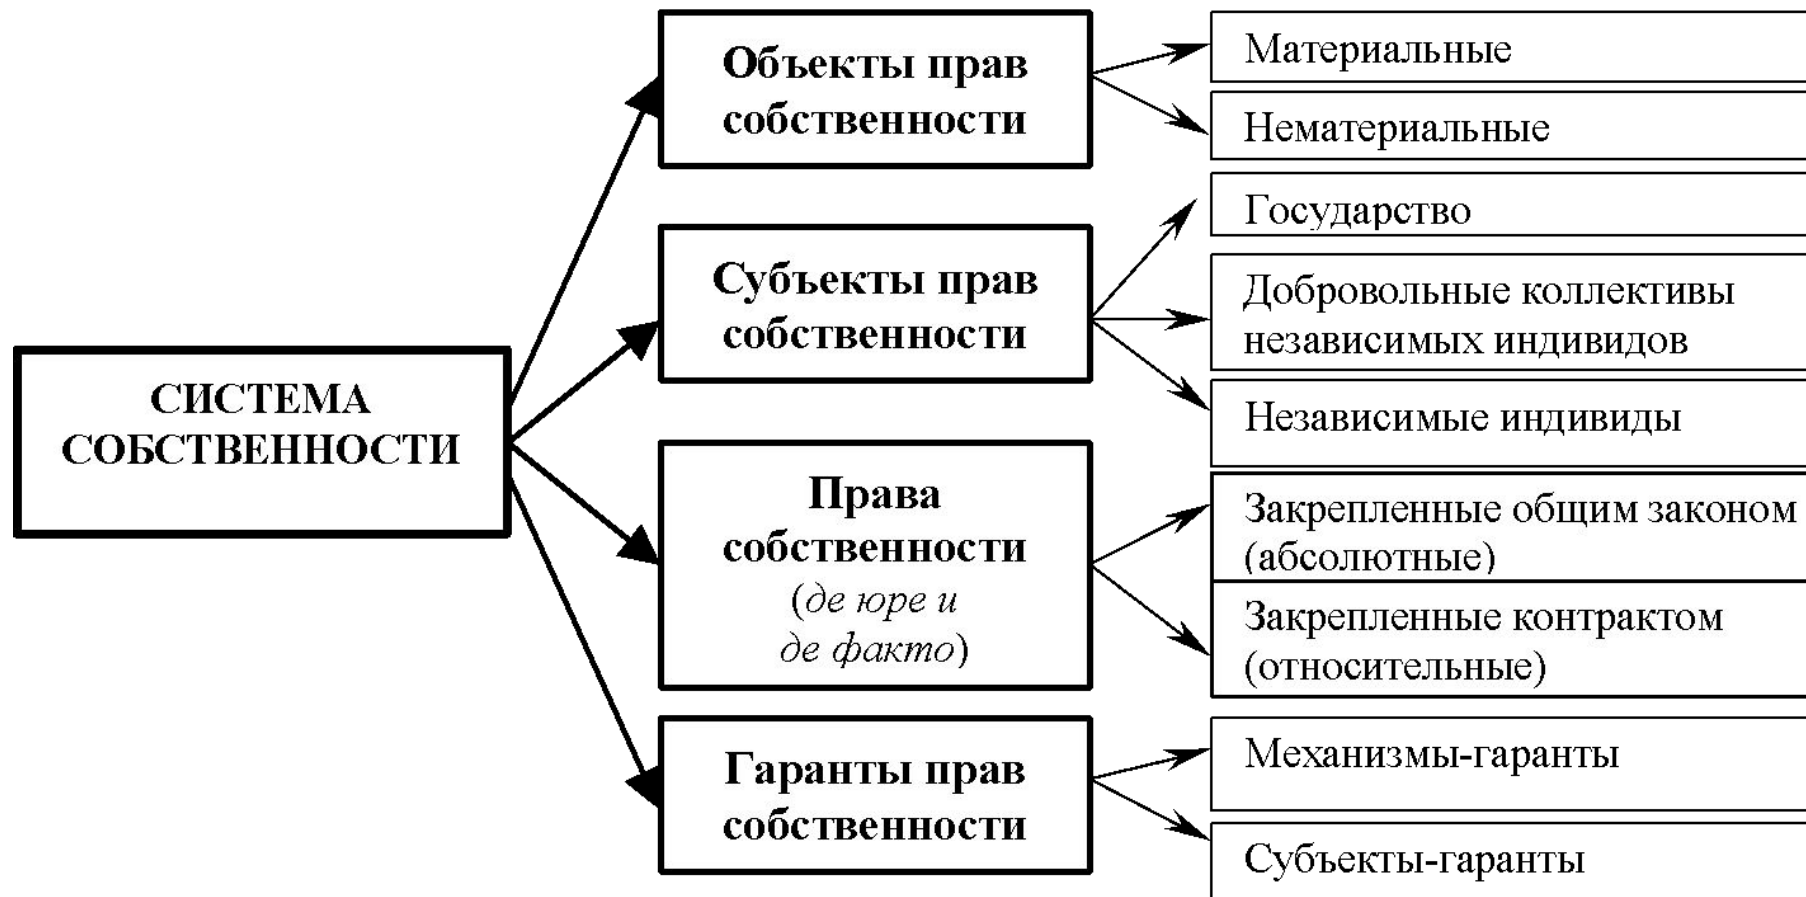 СИСТЕМА
СОБСТВЕННОСТИ
Объекты прав
собственности
Материальные
Нематериальные
Субъекты прав
собственности
Государство
Добровольные коллективы
независимых индивидов
Независимые индивиды
Права
собственности
(де юре и
де факто)
Закрепленные общим законом
(абсолютные)
Закрепленные контрактом
(относительные)
Гаранты прав
собственности
Механизмы-гаранты
Субъекты-гаранты